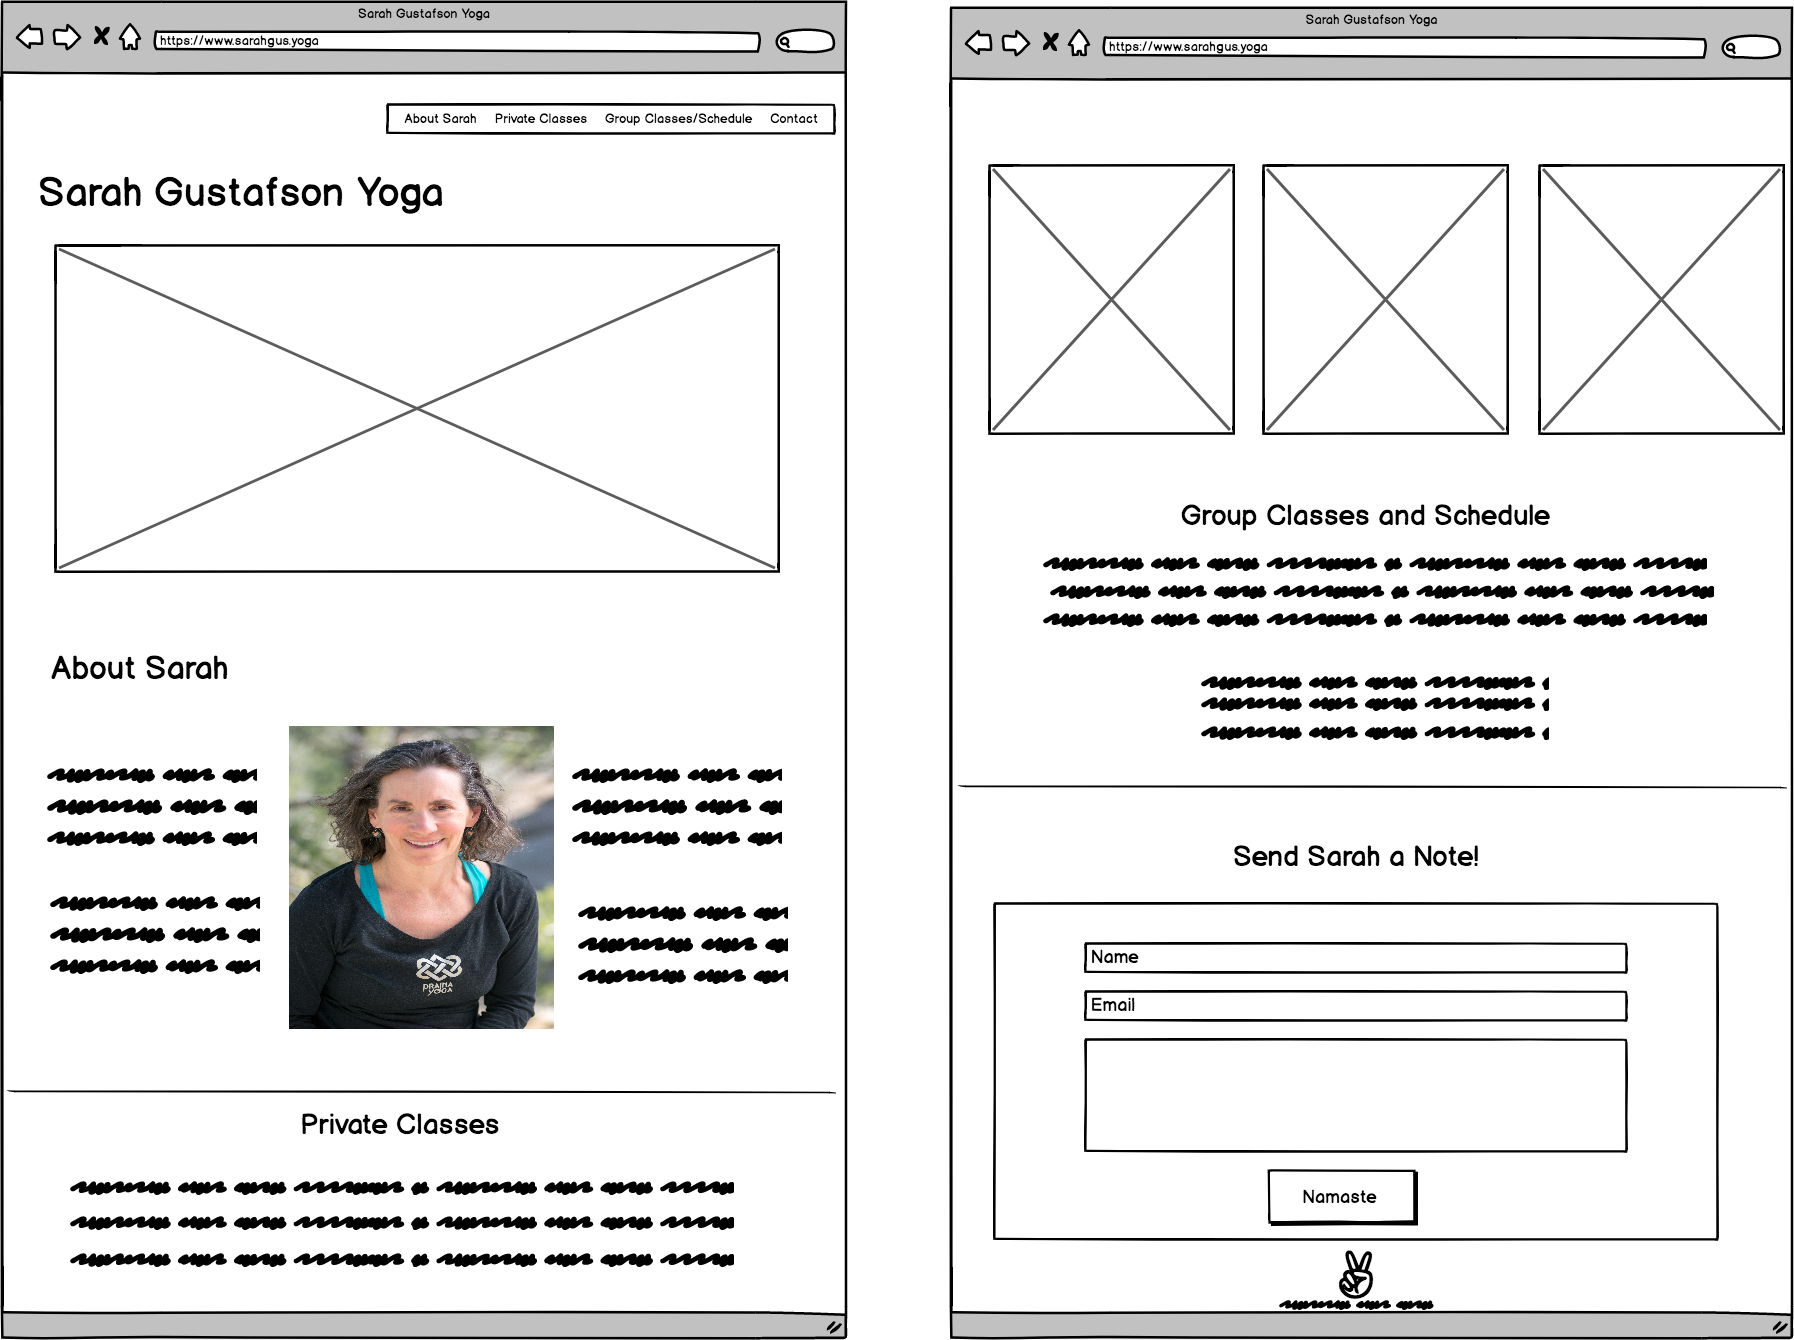 Sarah Gustafson Yoga
https://www.sarahgus.yoga
About Sarah Private Classes Group Classes/Schedule Contact
Sarah Gustafson Yoga
About Sarah
PRAJNA
YOGA
Private Classes
Sarah Gustafson Yoga
https://www.sarahgus.yoga
Group Classes and Schedule
Send Sarah a Note!
Name
Email
Namaste